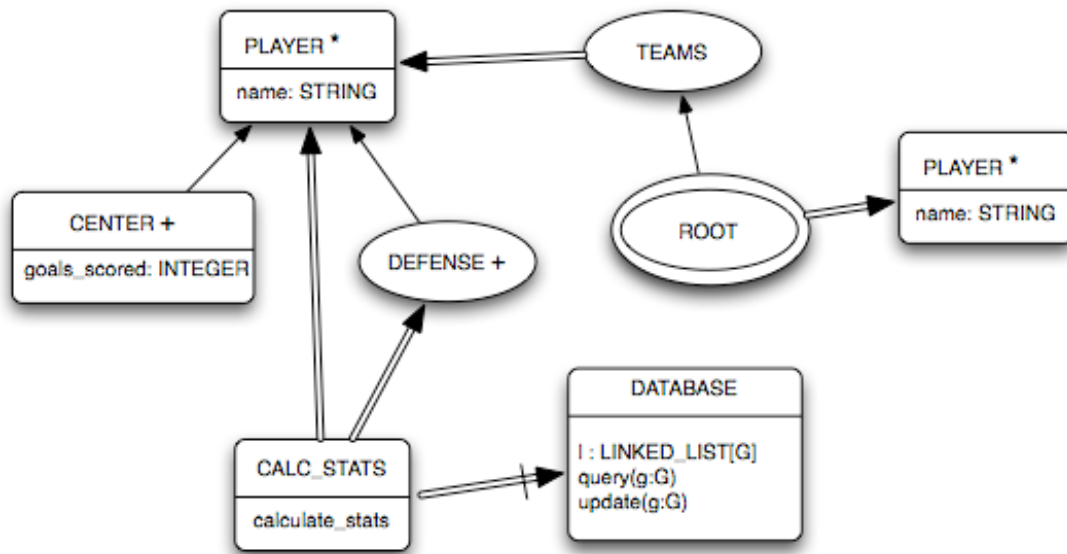 PLAYER *
name: STRING
TEAMS
PLAYER *
name: STRING
CENTER +
goals_scored: INTEGER
DEFENSE +
ROOT
DATABASE
l : LINKED_LIST[G]
query(g:G)
update(g:G)
CALC_STATS
calculate_stats